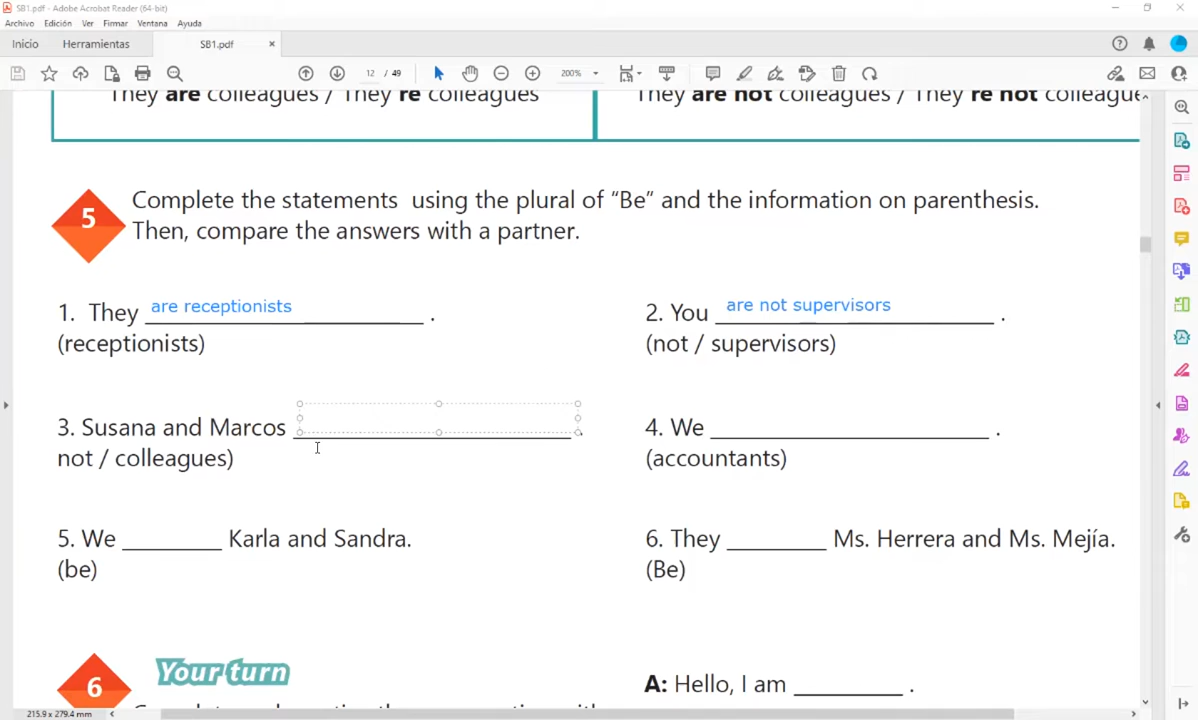 SB1.pdf - Adobe Acrobat Reader (64-bit)
Archivo Edición Ver Firmar Ventana Ayuda
Inicio Herramientas SB1.pdf ×
12 / 49 200%
They are colleagues / They re colleagues
They are not colleagues / They re not colleague
5 Complete the statements using the plural of “Be” and the information on parenthesis.
Then, compare the answers with a partner.
1. They are receptionists .
(receptionists)
2. You are not supervisors .
(not / supervisors)
3. Susana and Marcos .
not / colleagues)
4. We .
(accountants)
5. We Karla and Sandra.
(be)
6. They Ms. Herrera and Ms. Mejía.
(Be)
6 Your turn
A: Hello, I am .
215.9 x 279.4 mm